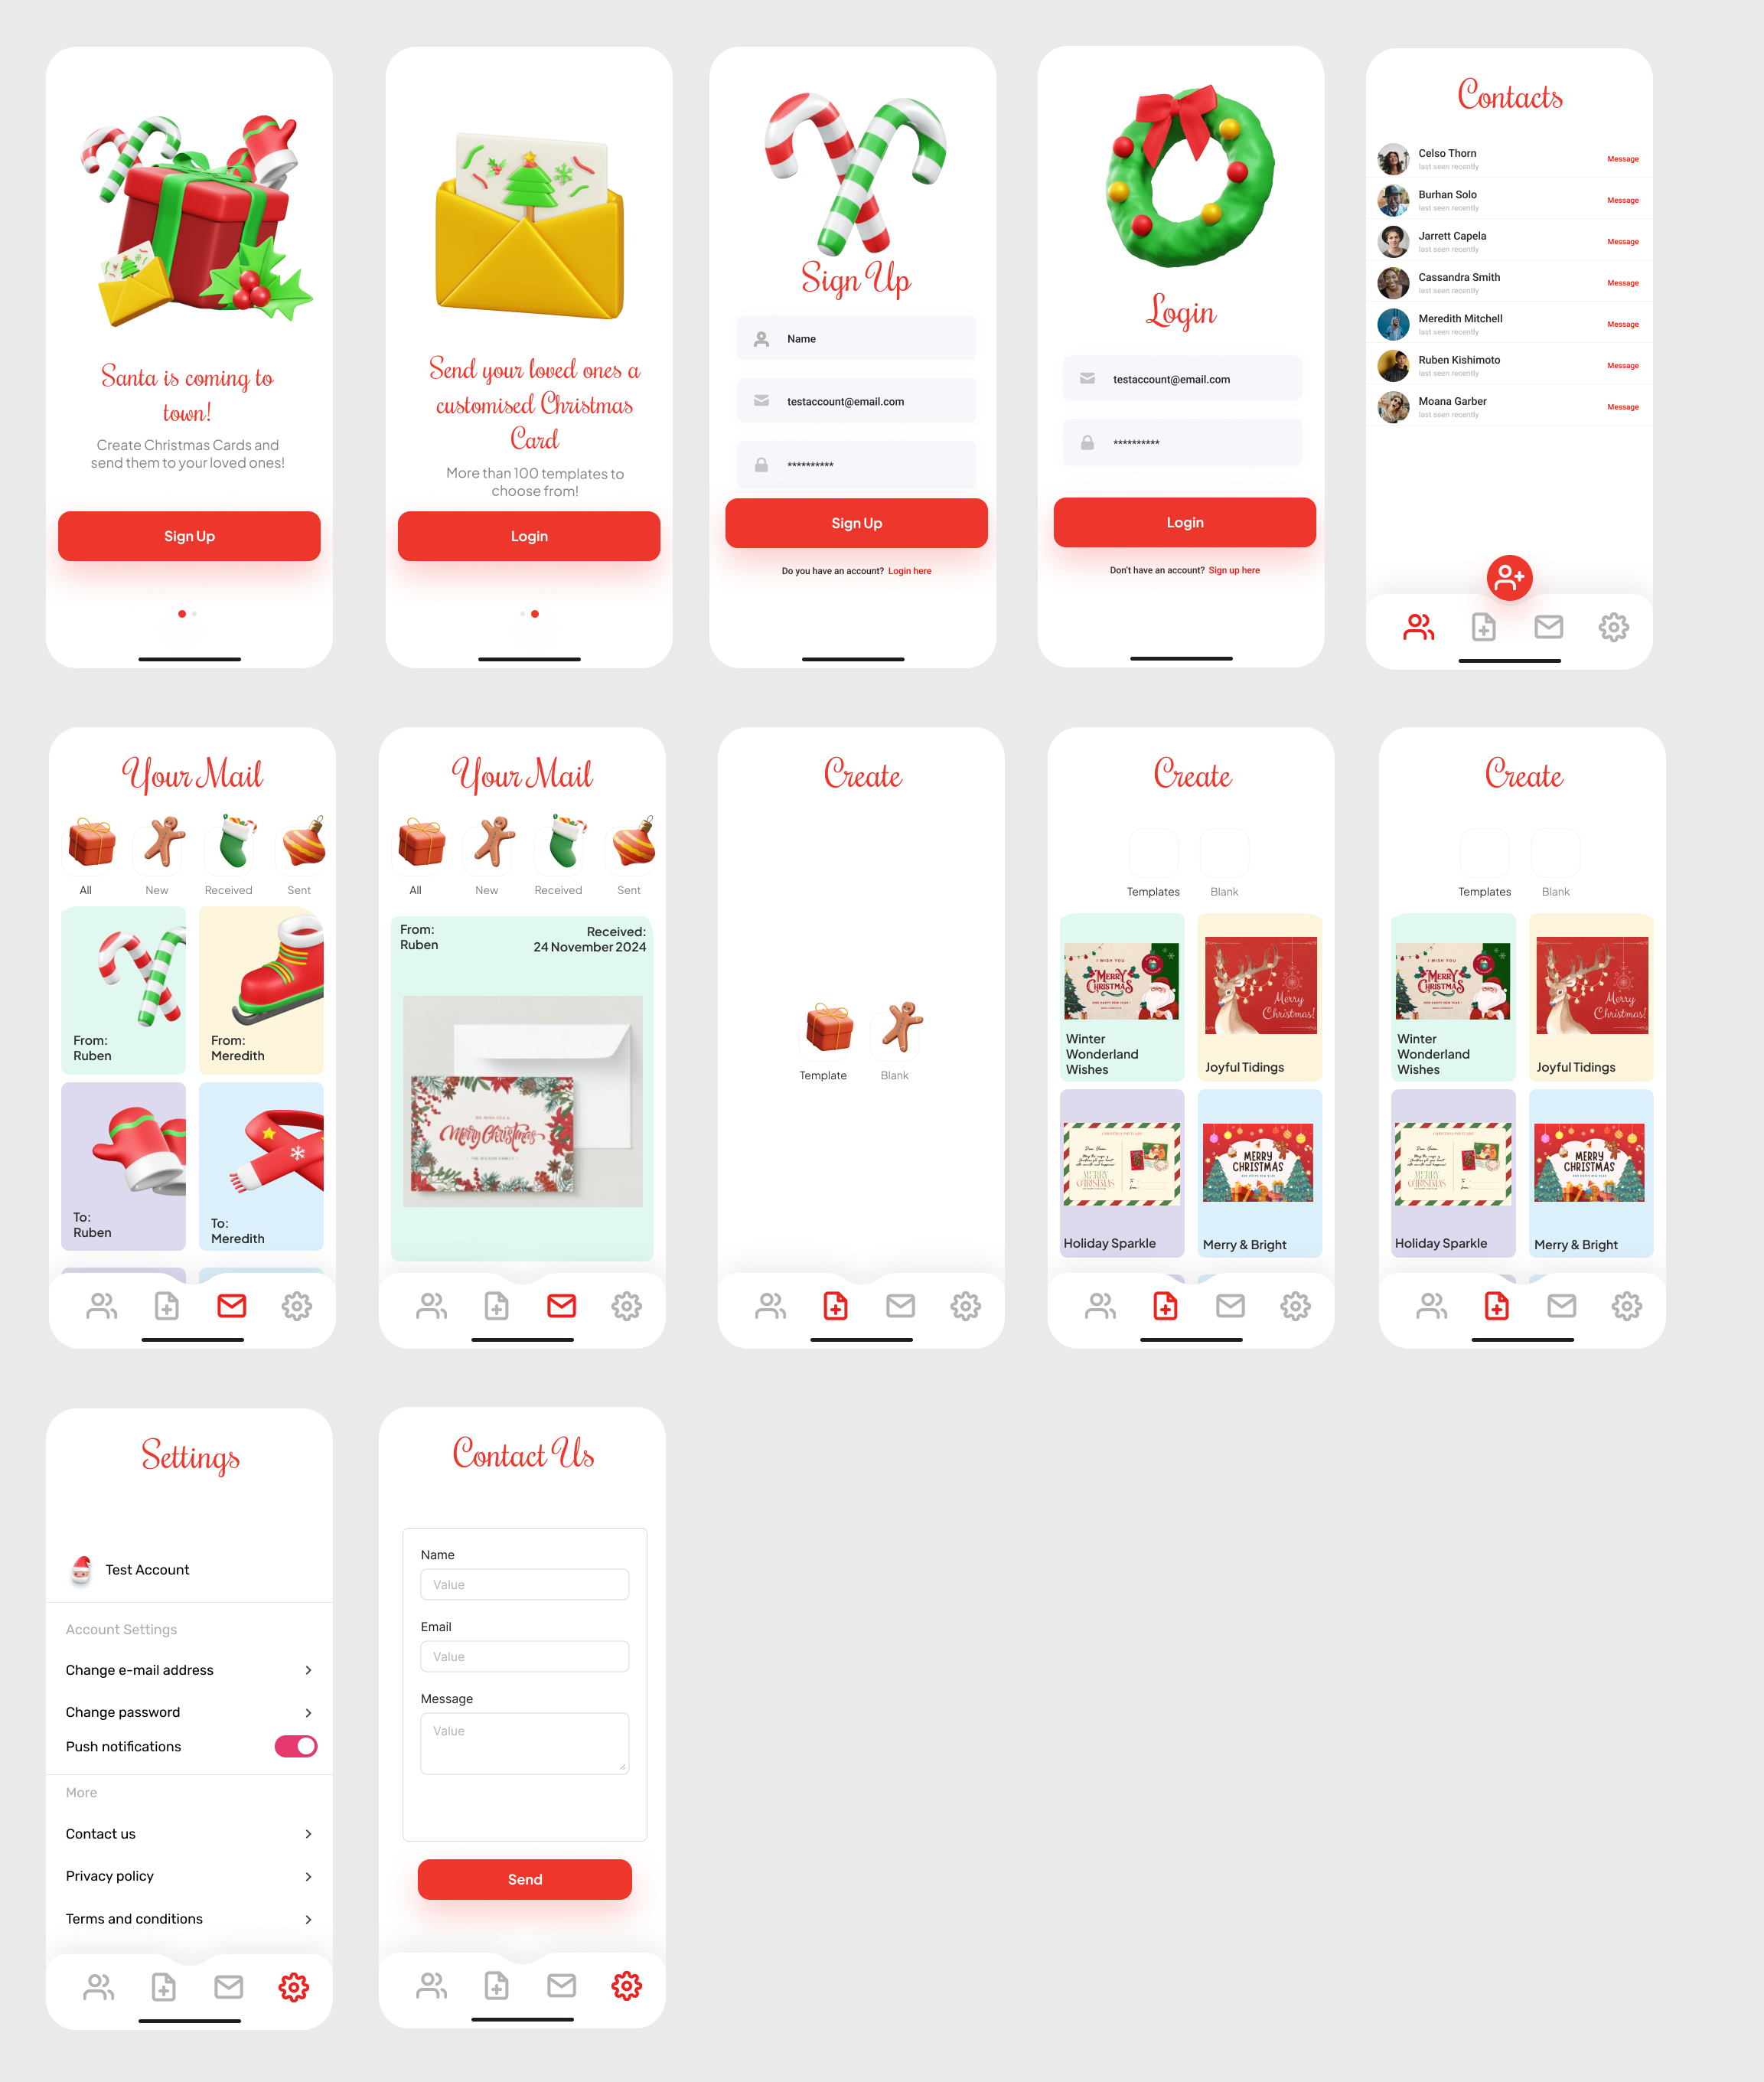 Santa is coming to
town!
Create Christmas Cards and
send them to your loved ones!
Sign Up
Send your loved ones a
customised Christmas
Card
More than 100 templates to
choose from!
Login
Sign Up
Name
testaccount@email.com
**********
Sign Up
Do you have an account? Login here
Login
testaccount@email.com
**********
Login
Don't have an account? Sign up here
Contacts
Celso Thorn
last seen recently
Message
Burhan Solo
last seen recently
Message
Jarrett Capela
last seen recently
Message
Cassandra Smith
last seen recently
Message
Meredith Mitchell
last seen recently
Message
Ruben Kishimoto
last seen recently
Message
Moana Garber
last seen recently
Message
Your Mail
All New Received Sent
From:
Ruben
From:
Meredith
To:
Ruben
To:
Meredith
Your Mail
All New Received Sent
From:
Ruben
Received:
24 November 2024
Merry Christmas
Create
Template Blank
Create
Templates Blank
I WISH YOU
MERRY
CHRISTMAS
Winter
Wonderland
Wishes
Merry
Christmas!
Joyful Tidings
MERRY
CHRISTMAS
Holiday Sparkle
MERRY
CHRISTMAS
Merry & Bright
Create
Templates Blank
I WISH YOU
MERRY
CHRISTMAS
Winter
Wonderland
Wishes
Merry
Christmas!
Joyful Tidings
MERRY
CHRISTMAS
Holiday Sparkle
MERRY
CHRISTMAS
Merry & Bright
Settings
Test Account
Account Settings
Change e-mail address
Change password
Push notifications
More
Contact us
Privacy policy
Terms and conditions
Contact Us
Name
Value
Email
Value
Message
Value
Send